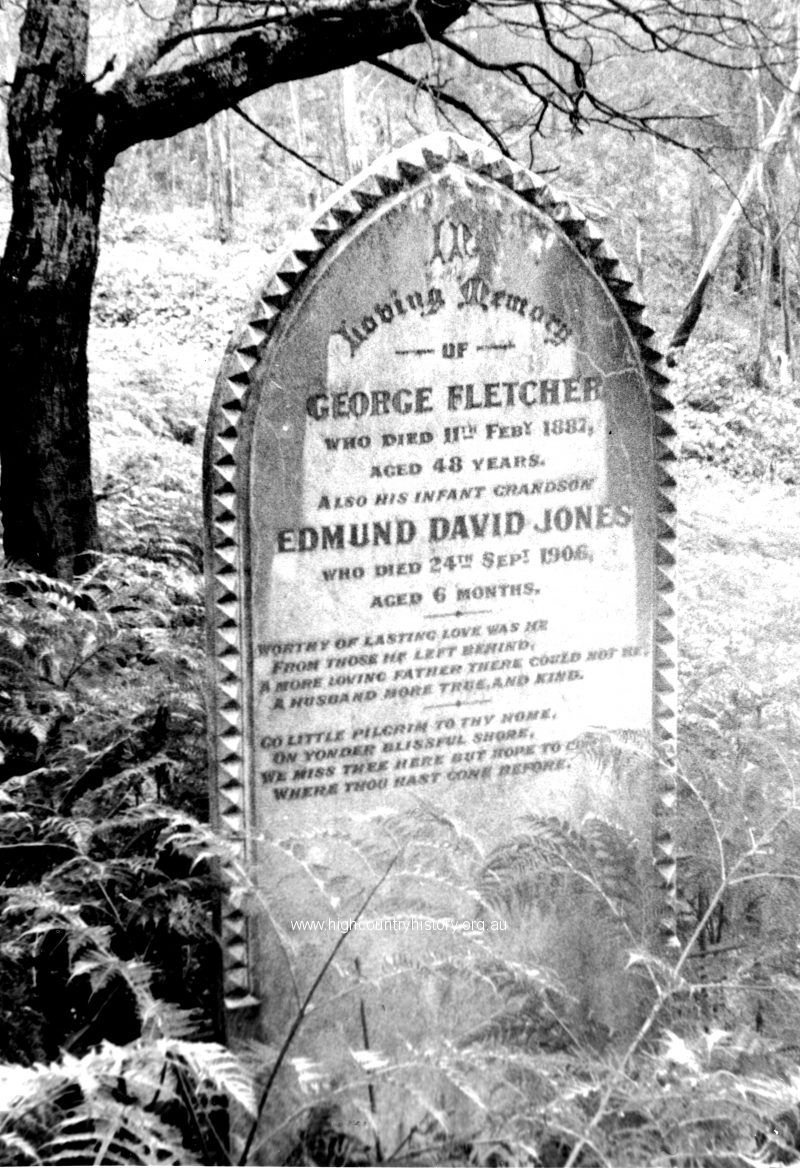 In
Loving Memory
OF
GEORGE FLETCHER
WHO DIED 11TH FEBY 1887,
AGED 48 YEARS.
ALSO HIS INFANT GRANDSON
EDMUND DAVID JONES
WHO DIED 24TH SEPT 1906,
AGED 6 MONTHS.
WORTHY OF LASTING LOVE WAS HE
FROM THOSE HE LEFT BEHIND,
A MORE LOVING FATHER THERE COULD NOT BE,
A HUSBAND MORE TRUE, AND KIND.
GO LITTLE PILGRIM TO THY HOME,
ON YONDER BLISSFUL SHORE,
WE MISS THEE HERE BUT HOPE TO
WHERE THOU HAST GONE BEFORE.
www.highcountryhistory.org.au